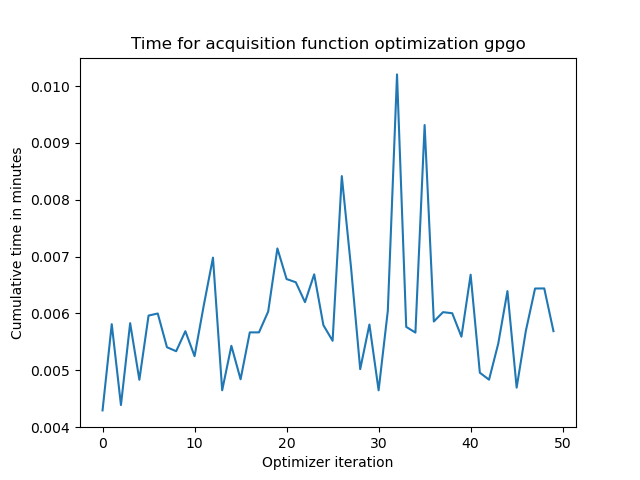 Time for acquisition function optimization gpgo
Cumulative time in minutes
0.010
0.009
0.008
0.007
0.006
0.005
0.004
0 10 20 30 40 50
Optimizer iteration